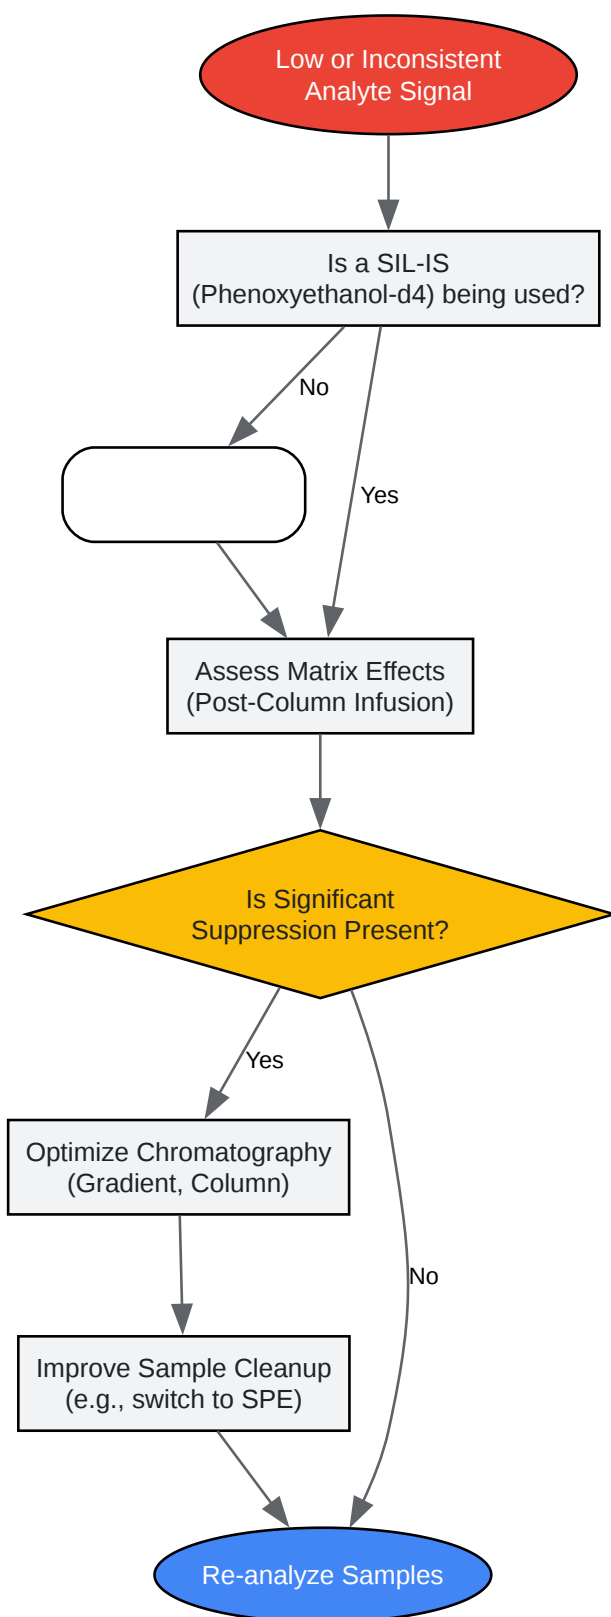 Low or Inconsistent
Analyte Signal
Is a SIL-IS
(Phenoxyethanol-d4) being used?
No
Yes
Assess Matrix Effects
(Post-Column Infusion)
Is Significant
Suppression Present?
Yes
Optimize Chromatography
(Gradient, Column)
No
Improve Sample Cleanup
(e.g., switch to SPE)
Re-analyze Samples